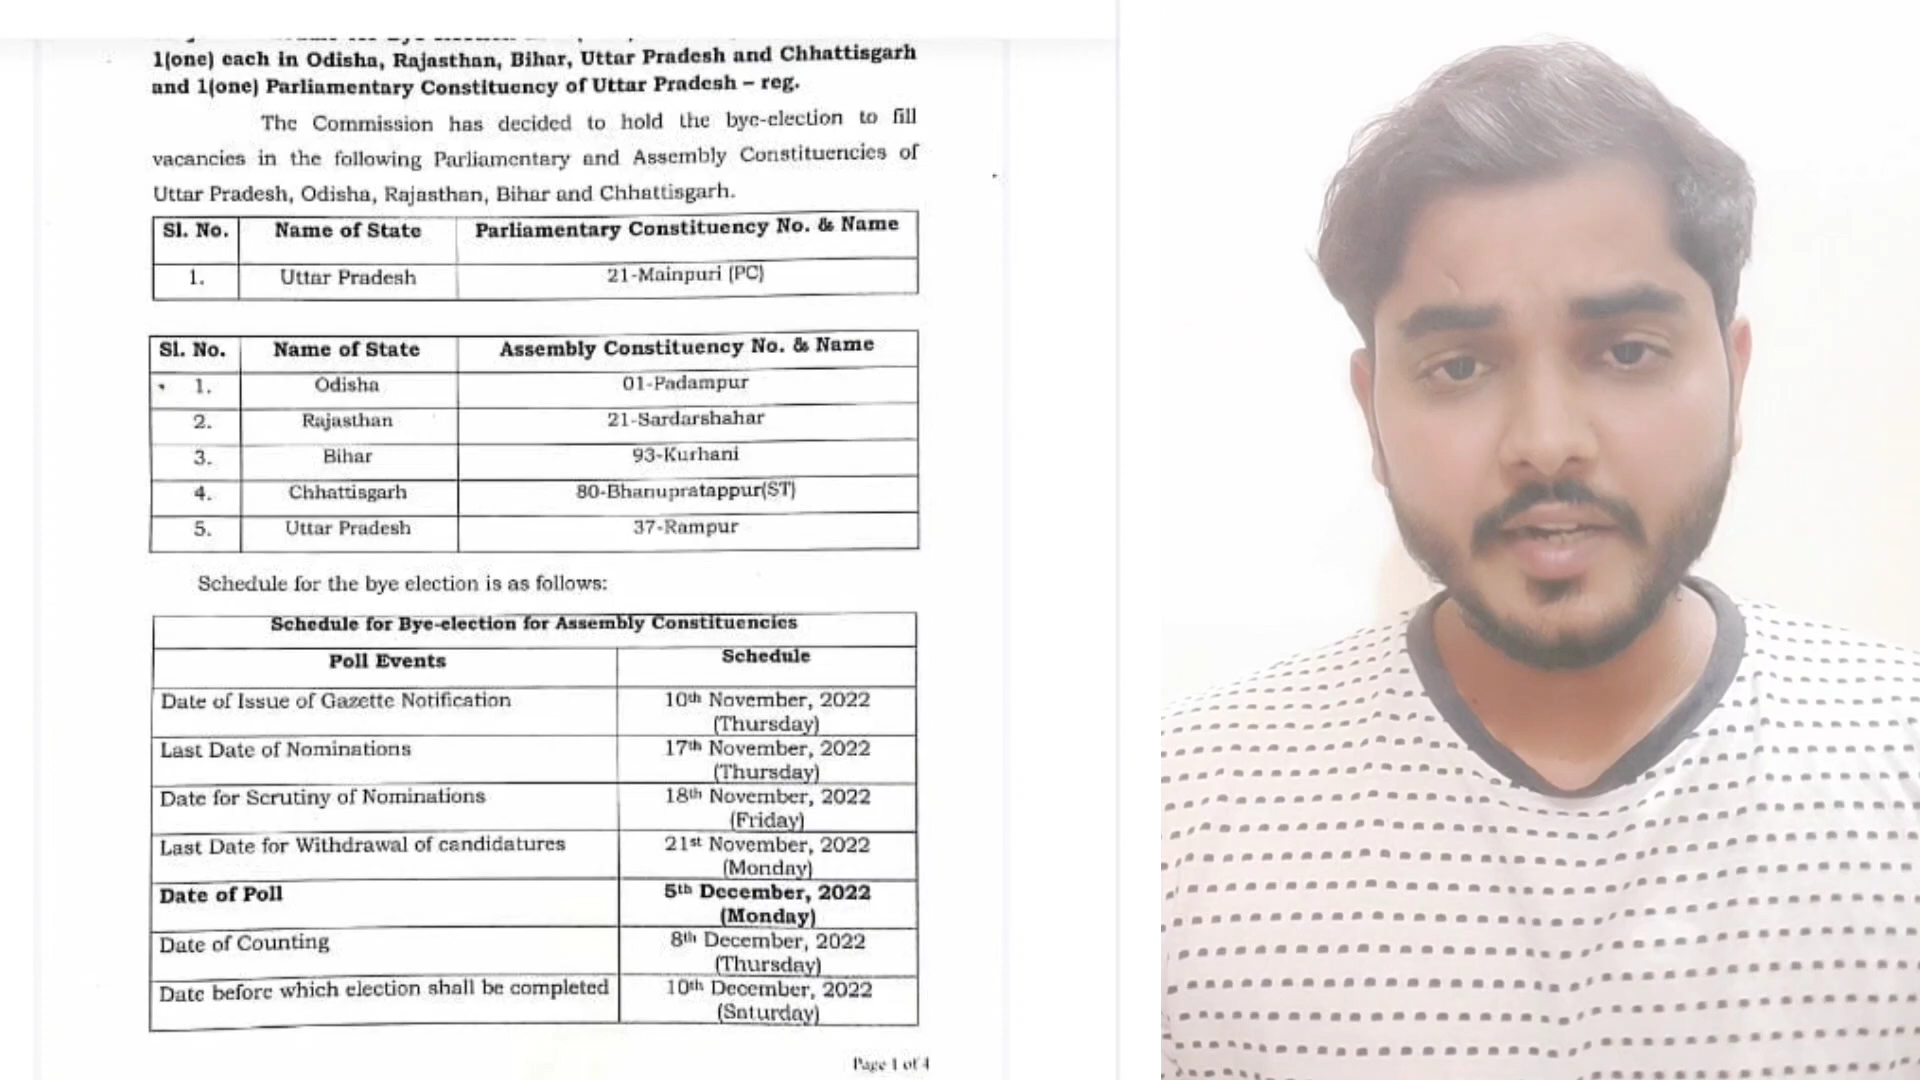 1(one) each in Odisha, Rajasthan, Bihar, Uttar Pradesh and Chhattisgarh
and 1(one) Parliamentary Constituency of Uttar Pradesh – reg.
The Commission has decided to hold the bye-election to fill
vacancies in the following Parliamentary and Assembly Constituencies of
Uttar Pradesh, Odisha, Rajasthan, Bihar and Chhattisgarh.
Sl. No. Name of State Parliamentary Constituency No. & Name
1. Uttar Pradesh 21-Mainpuri (PC)
Sl. No. Name of State Assembly Constituency No. & Name
1. Odisha 01-Padampur
2. Rajasthan 21-Sardarshahar
3. Bihar 93-Kurhani
4. Chhattisgarh 80-Bhanupratappur(ST)
5. Uttar Pradesh 37-Rampur
Schedule for the bye election is as follows:
Schedule for Bye-election for Assembly Constituencies
Poll Events Schedule
Date of Issue of Gazette Notification 10th November, 2022
(Thursday)
Last Date of Nominations 17th November, 2022
(Thursday)
Date for Scrutiny of Nominations 18th November, 2022
(Friday)
Last Date for Withdrawal of candidatures 21st November, 2022
(Monday)
Date of Poll 5th December, 2022
(Monday)
Date of Counting 8th December, 2022
(Thursday)
Date before which election shall be completed 10th December, 2022
(Saturday)
Page 1 of 4